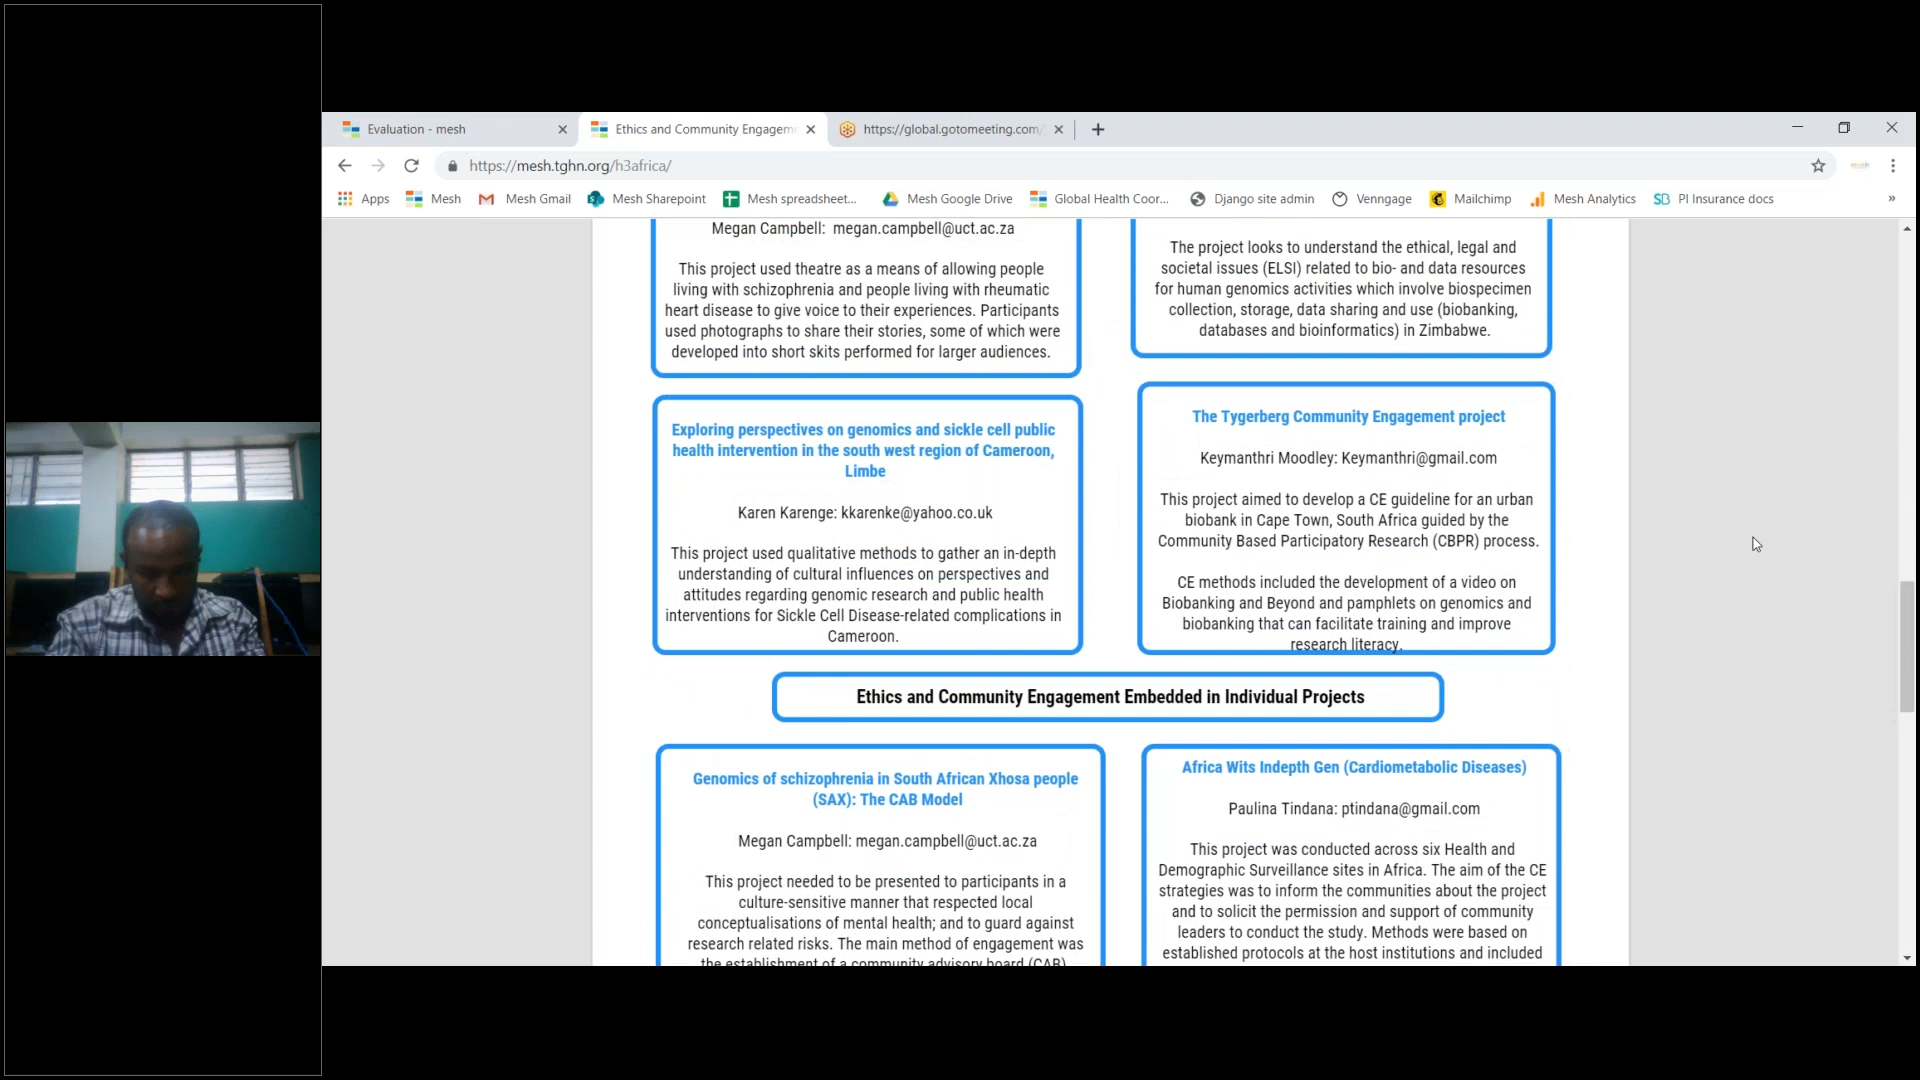 Evaluation - mesh
Ethics and Community Engagem
https://global.gotomeeting.com/
https://mesh.tghn.org/h3africa/
Apps
Mesh
Mesh Gmail
Mesh Sharepoint
Mesh spreadsheet...
Mesh Google Drive
Global Health Coor...
Django site admin
Venngage
Mailchimp
Mesh Analytics
SB PI Insurance docs
»
Megan Campbell: megan.campbell@uct.ac.za
This project used theatre as a means of allowing people
living with schizophrenia and people living with rheumatic
heart disease to give voice to their experiences. Participants
used photographs to share their stories, some of which were
developed into short skits performed for larger audiences.
The project looks to understand the ethical, legal and
societal issues (ELSI) related to bio- and data resources
for human genomics activities which involve biospecimen
collection, storage, data sharing and use (biobanking,
databases and bioinformatics) in Zimbabwe.
Exploring perspectives on genomics and sickle cell public
health intervention in the south west region of Cameroon,
Limbe
Karen Karenge: kkarenke@yahoo.co.uk
This project used qualitative methods to gather an in-depth
understanding of cultural influences on perspectives and
attitudes regarding genomic research and public health
interventions for Sickle Cell Disease-related complications in
Cameroon.
The Tygerberg Community Engagement project
Keymanthri Moodley: Keymanthri@gmail.com
This project aimed to develop a CE guideline for an urban
biobank in Cape Town, South Africa guided by the
Community Based Participatory Research (CBPR) process.
CE methods included the development of a video on
Biobanking and Beyond and pamphlets on genomics and
biobanking that can facilitate training and improve
research literacy.
Ethics and Community Engagement Embedded in Individual Projects
Genomics of schizophrenia in South African Xhosa people
(SAX): The CAB Model
Megan Campbell: megan.campbell@uct.ac.za
This project needed to be presented to participants in a
culture-sensitive manner that respected local
conceptualisations of mental health; and to guard against
research related risks. The main method of engagement was
the establishment of a community advisory board (CAB)
Africa Wits Indepth Gen (Cardiometabolic Diseases)
Paulina Tindana: ptindana@gmail.com
This project was conducted across six Health and
Demographic Surveillance sites in Africa. The aim of the CE
strategies was to inform the communities about the project
and to solicit the permission and support of community
leaders to conduct the study. Methods were based on
established protocols at the host institutions and included